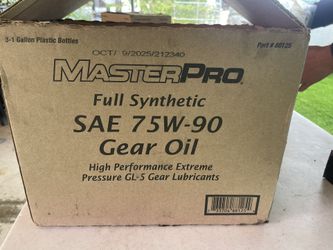 3-1 Gallon Plastic Bottles
Part # 60125
OCT/ 9/2025/212340
MASTERPRO
Full Synthetic
SAE 75W-90
Gear Oil
High Performance Extreme
Pressure GL-5 Gear Lubricants